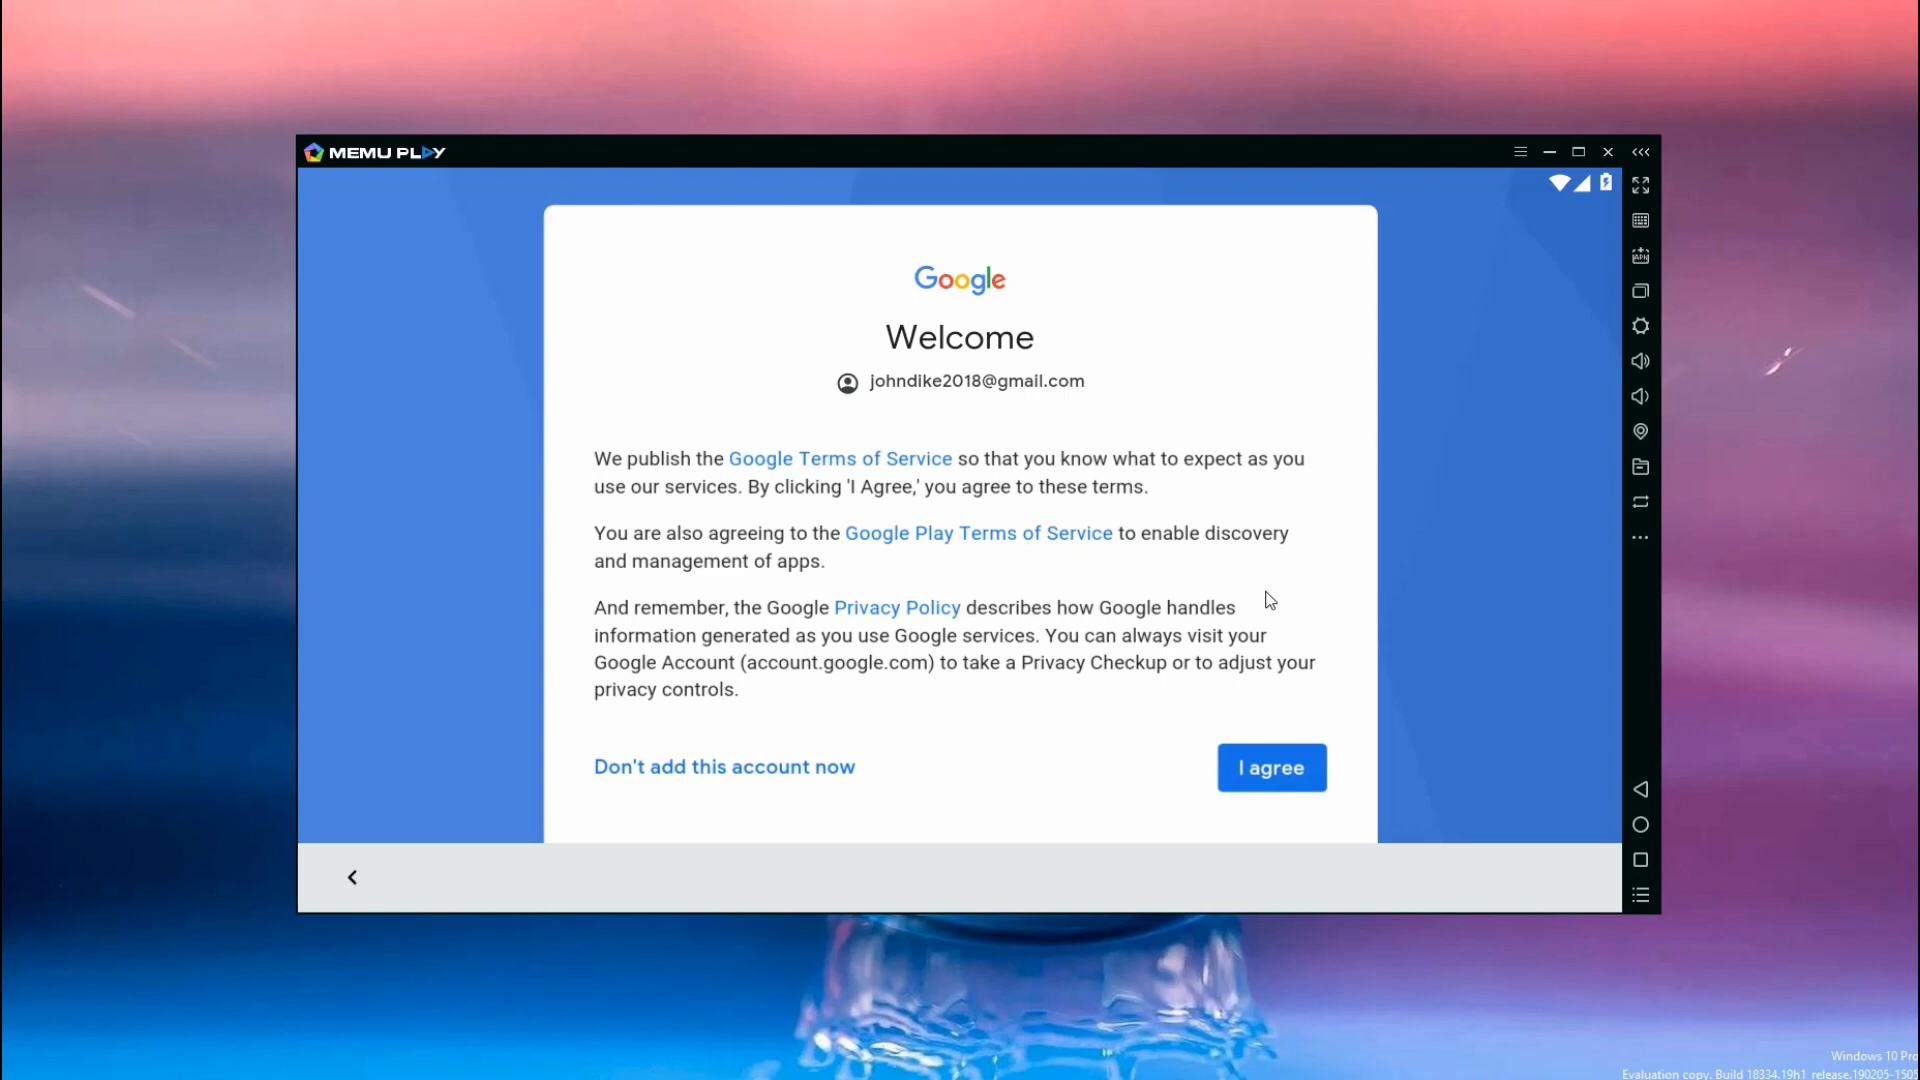 MEMU PLAY
Google
Welcome
johndike2018@gmail.com
We publish the Google Terms of Service so that you know what to expect as you
use our services. By clicking 'I Agree,' you agree to these terms.
You are also agreeing to the Google Play Terms of Service to enable discovery
and management of apps.
And remember, the Google Privacy Policy describes how Google handles
information generated as you use Google services. You can always visit your
Google Account (account.google.com) to take a Privacy Checkup or to adjust your
privacy controls.
Don't add this account now
I agree
Windows 10 Pro
Evaluation copy. Build 18334.19h1_release.190205-1505